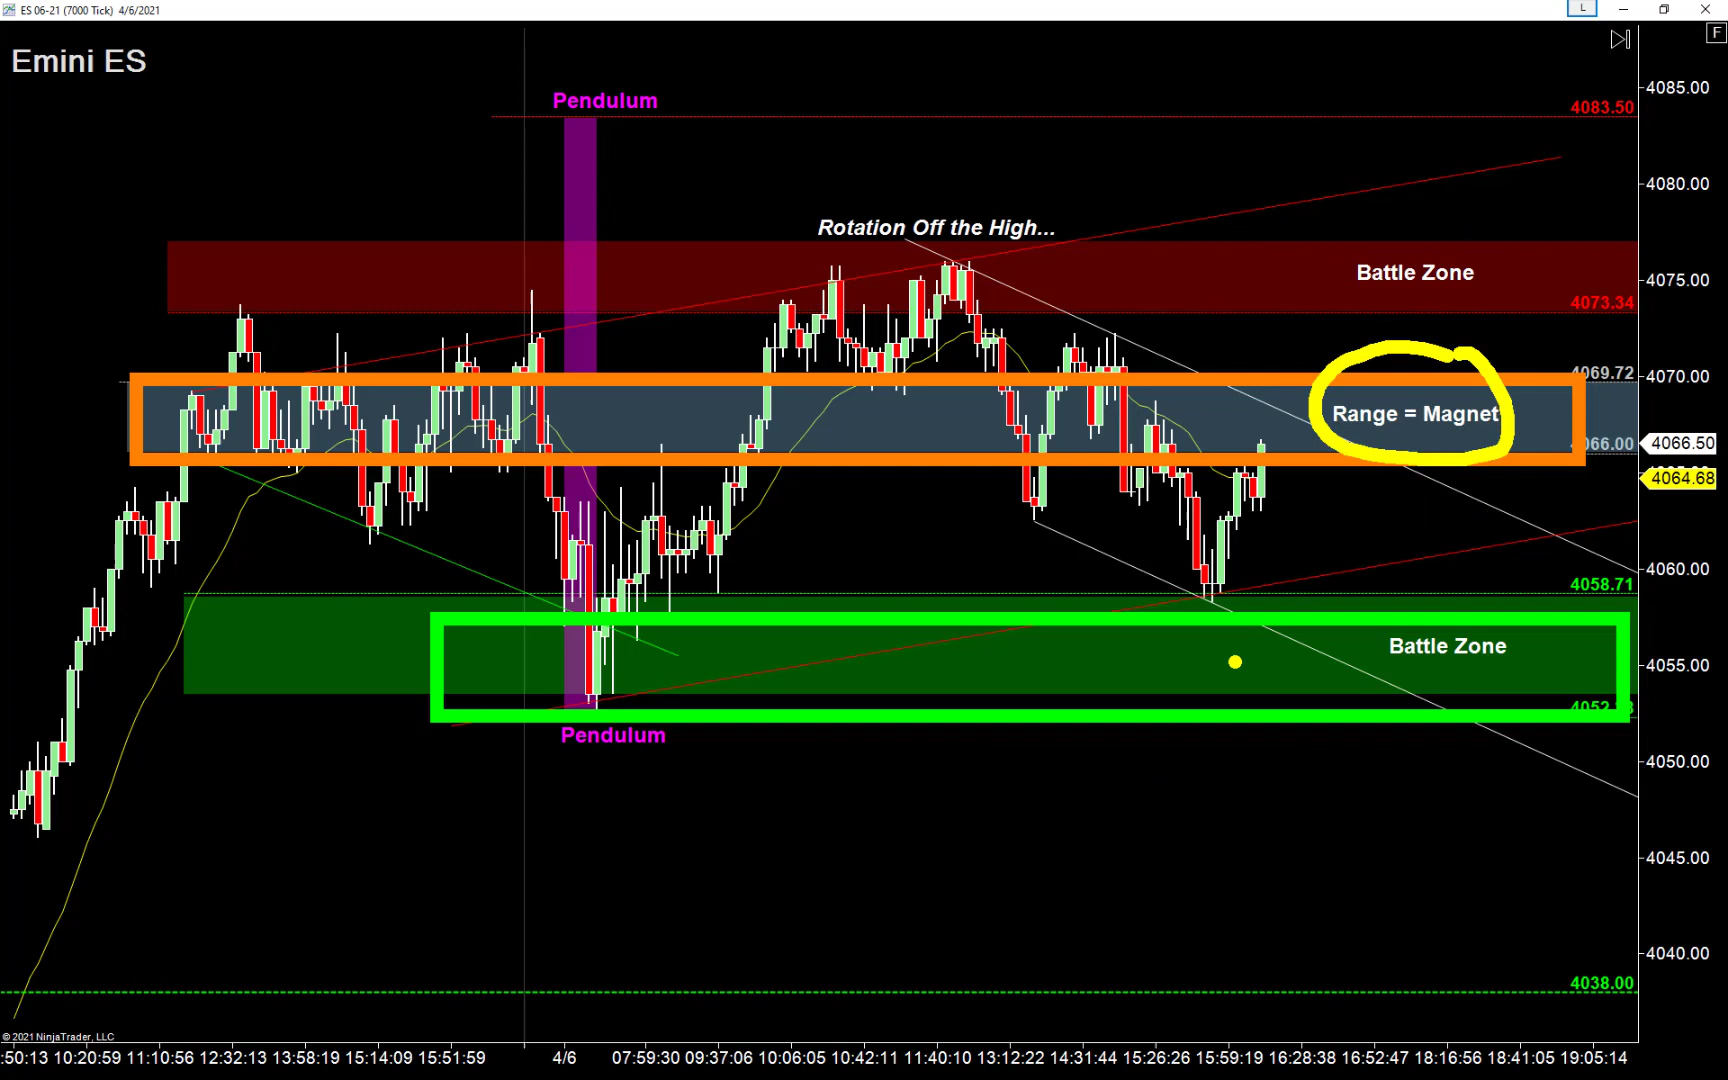 ES 06-21 (7000 Tick) 4/6/2021
L
F
Emini ES
Pendulum
4083.50
4085.00
4080.00
Rotation Off the High...
Battle Zone
4075.00
4073.34
4069.72
4070.00
Range = Magnet
4066.00
4066.50
4064.68
4060.00
4058.71
Battle Zone
4055.00
Pendulum
4050.00
4045.00
4040.00
4038.00
© 2021 NinjaTrader, LLC
:50:13 10:20:59 11:10:56 12:32:13 13:58:19 15:14:09 15:51:59 4/6 07:59:30 09:37:06 10:06:05 10:42:11 11:40:10 13:12:22 14:31:44 15:26:26 15:59:19 16:28:38 16:52:47 18:16:56 18:41:05 19:05:14